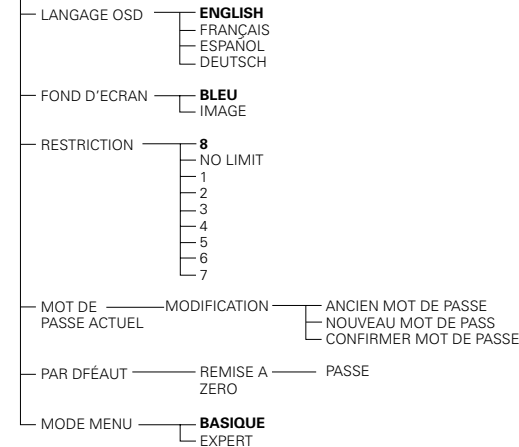 LANGAGE OSD
ENGLISH
FRANÇAIS
ESPAÑOL
DEUTSCH
FOND D'ECRAN
BLEU
IMAGE
RESTRICTION
8
NO LIMIT
1
2
3
4
5
6
7
MOT DE
PASSE ACTUEL
MODIFICATION
ANCIEN MOT DE PASSE
NOUVEAU MOT DE PASS
CONFIRMER MOT DE PASSE
PAR DFÉAUT
REMISE A
ZERO
PASSE
MODE MENU
BASIQUE
EXPERT